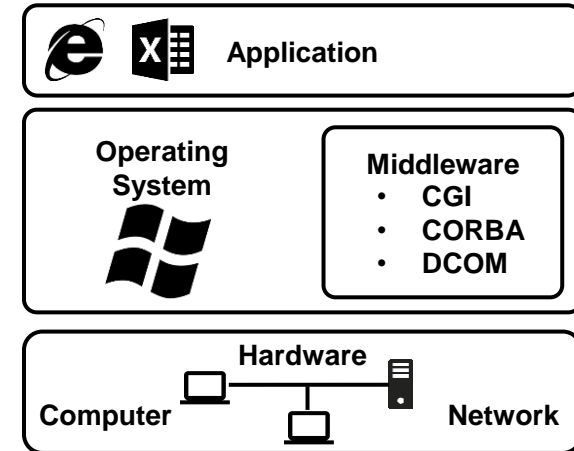 Application
Operating
System
Middleware
• CGI
• CORBA
• DCOM
Hardware
Computer
Network